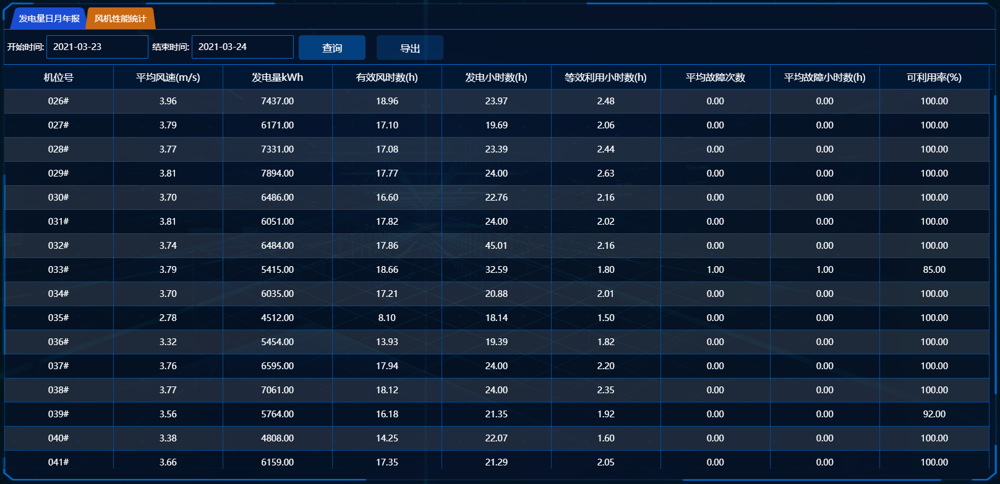 发电量日月年报 风机性能统计
开始时间: 2021-03-23 结束时间: 2021-03-24 查询 导出
机位号 平均风速(m/s) 发电量kWh 有效风时数(h) 发电小时数(h) 等效利用小时数(h) 平均故障次数 平均故障小时数(h) 可利用率(%)
026# 3.96 7437.00 18.96 23.97 2.48 0.00 0.00 100.00
027# 3.79 6171.00 17.10 19.69 2.06 0.00 0.00 100.00
028# 3.77 7331.00 17.08 23.39 2.44 0.00 0.00 100.00
029# 3.81 7894.00 17.77 24.00 2.63 0.00 0.00 100.00
030# 3.70 6486.00 16.60 22.76 2.16 0.00 0.00 100.00
031# 3.81 6051.00 17.82 24.00 2.02 0.00 0.00 100.00
032# 3.74 6484.00 17.86 45.01 2.16 0.00 0.00 100.00
033# 3.79 5415.00 18.66 32.59 1.80 1.00 1.00 85.00
034# 3.70 6035.00 17.21 20.88 2.01 0.00 0.00 100.00
035# 2.78 4512.00 8.10 18.14 1.50 0.00 0.00 100.00
036# 3.32 5454.00 13.93 19.39 1.82 0.00 0.00 100.00
037# 3.76 6595.00 17.94 24.00 2.20 0.00 0.00 100.00
038# 3.77 7061.00 18.12 24.00 2.35 0.00 0.00 100.00
039# 3.56 5764.00 16.18 21.35 1.92 0.00 0.00 92.00
040# 3.38 4808.00 14.25 22.07 1.60 0.00 0.00 100.00
041# 3.66 6159.00 17.35 21.29 2.05 0.00 0.00 100.00